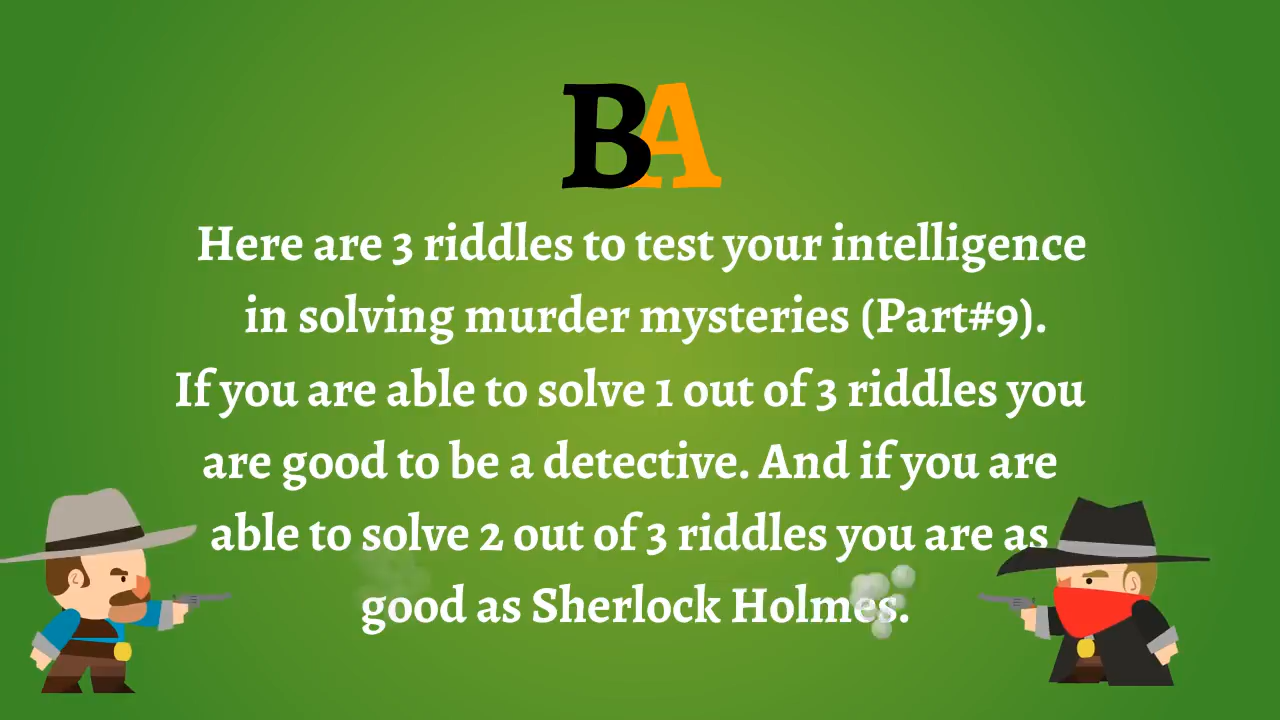 BA
Here are 3 riddles to test your intelligence
in solving murder mysteries (Part#9).
If you are able to solve 1 out of 3 riddles you
are good to be a detective. And if you are
able to solve 2 out of 3 riddles you are as
good as Sherlock Holmes.